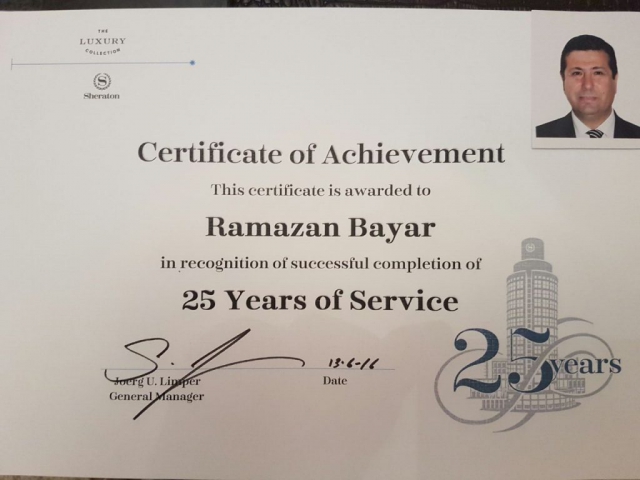 THE
LUXURY
COLLECTION
Sheraton
Certificate of Achievement
This certificate is awarded to
Ramazan Bayar
in recognition of successful completion of
25 Years of Service
13-6-16
Joerg U. Limper
Date
General Manager
25 years